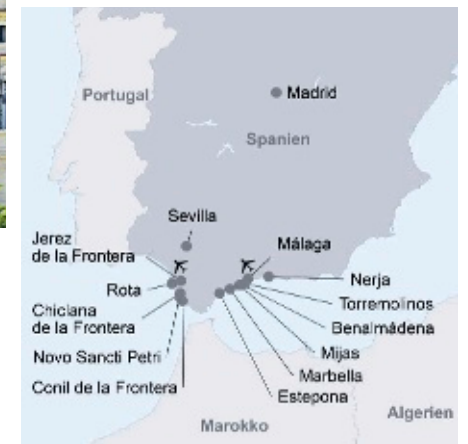 Madrid
Portugal
Spanien
Sevilla
Jerez
de la Frontera
Málaga
Rota
Nerja
Chiclana
de la Frontera
Torremolinos
Benalmádena
Novo Sancti Petri
Mijas
Conil de la Frontera
Marbella
Estepona
Marokko
Algerien